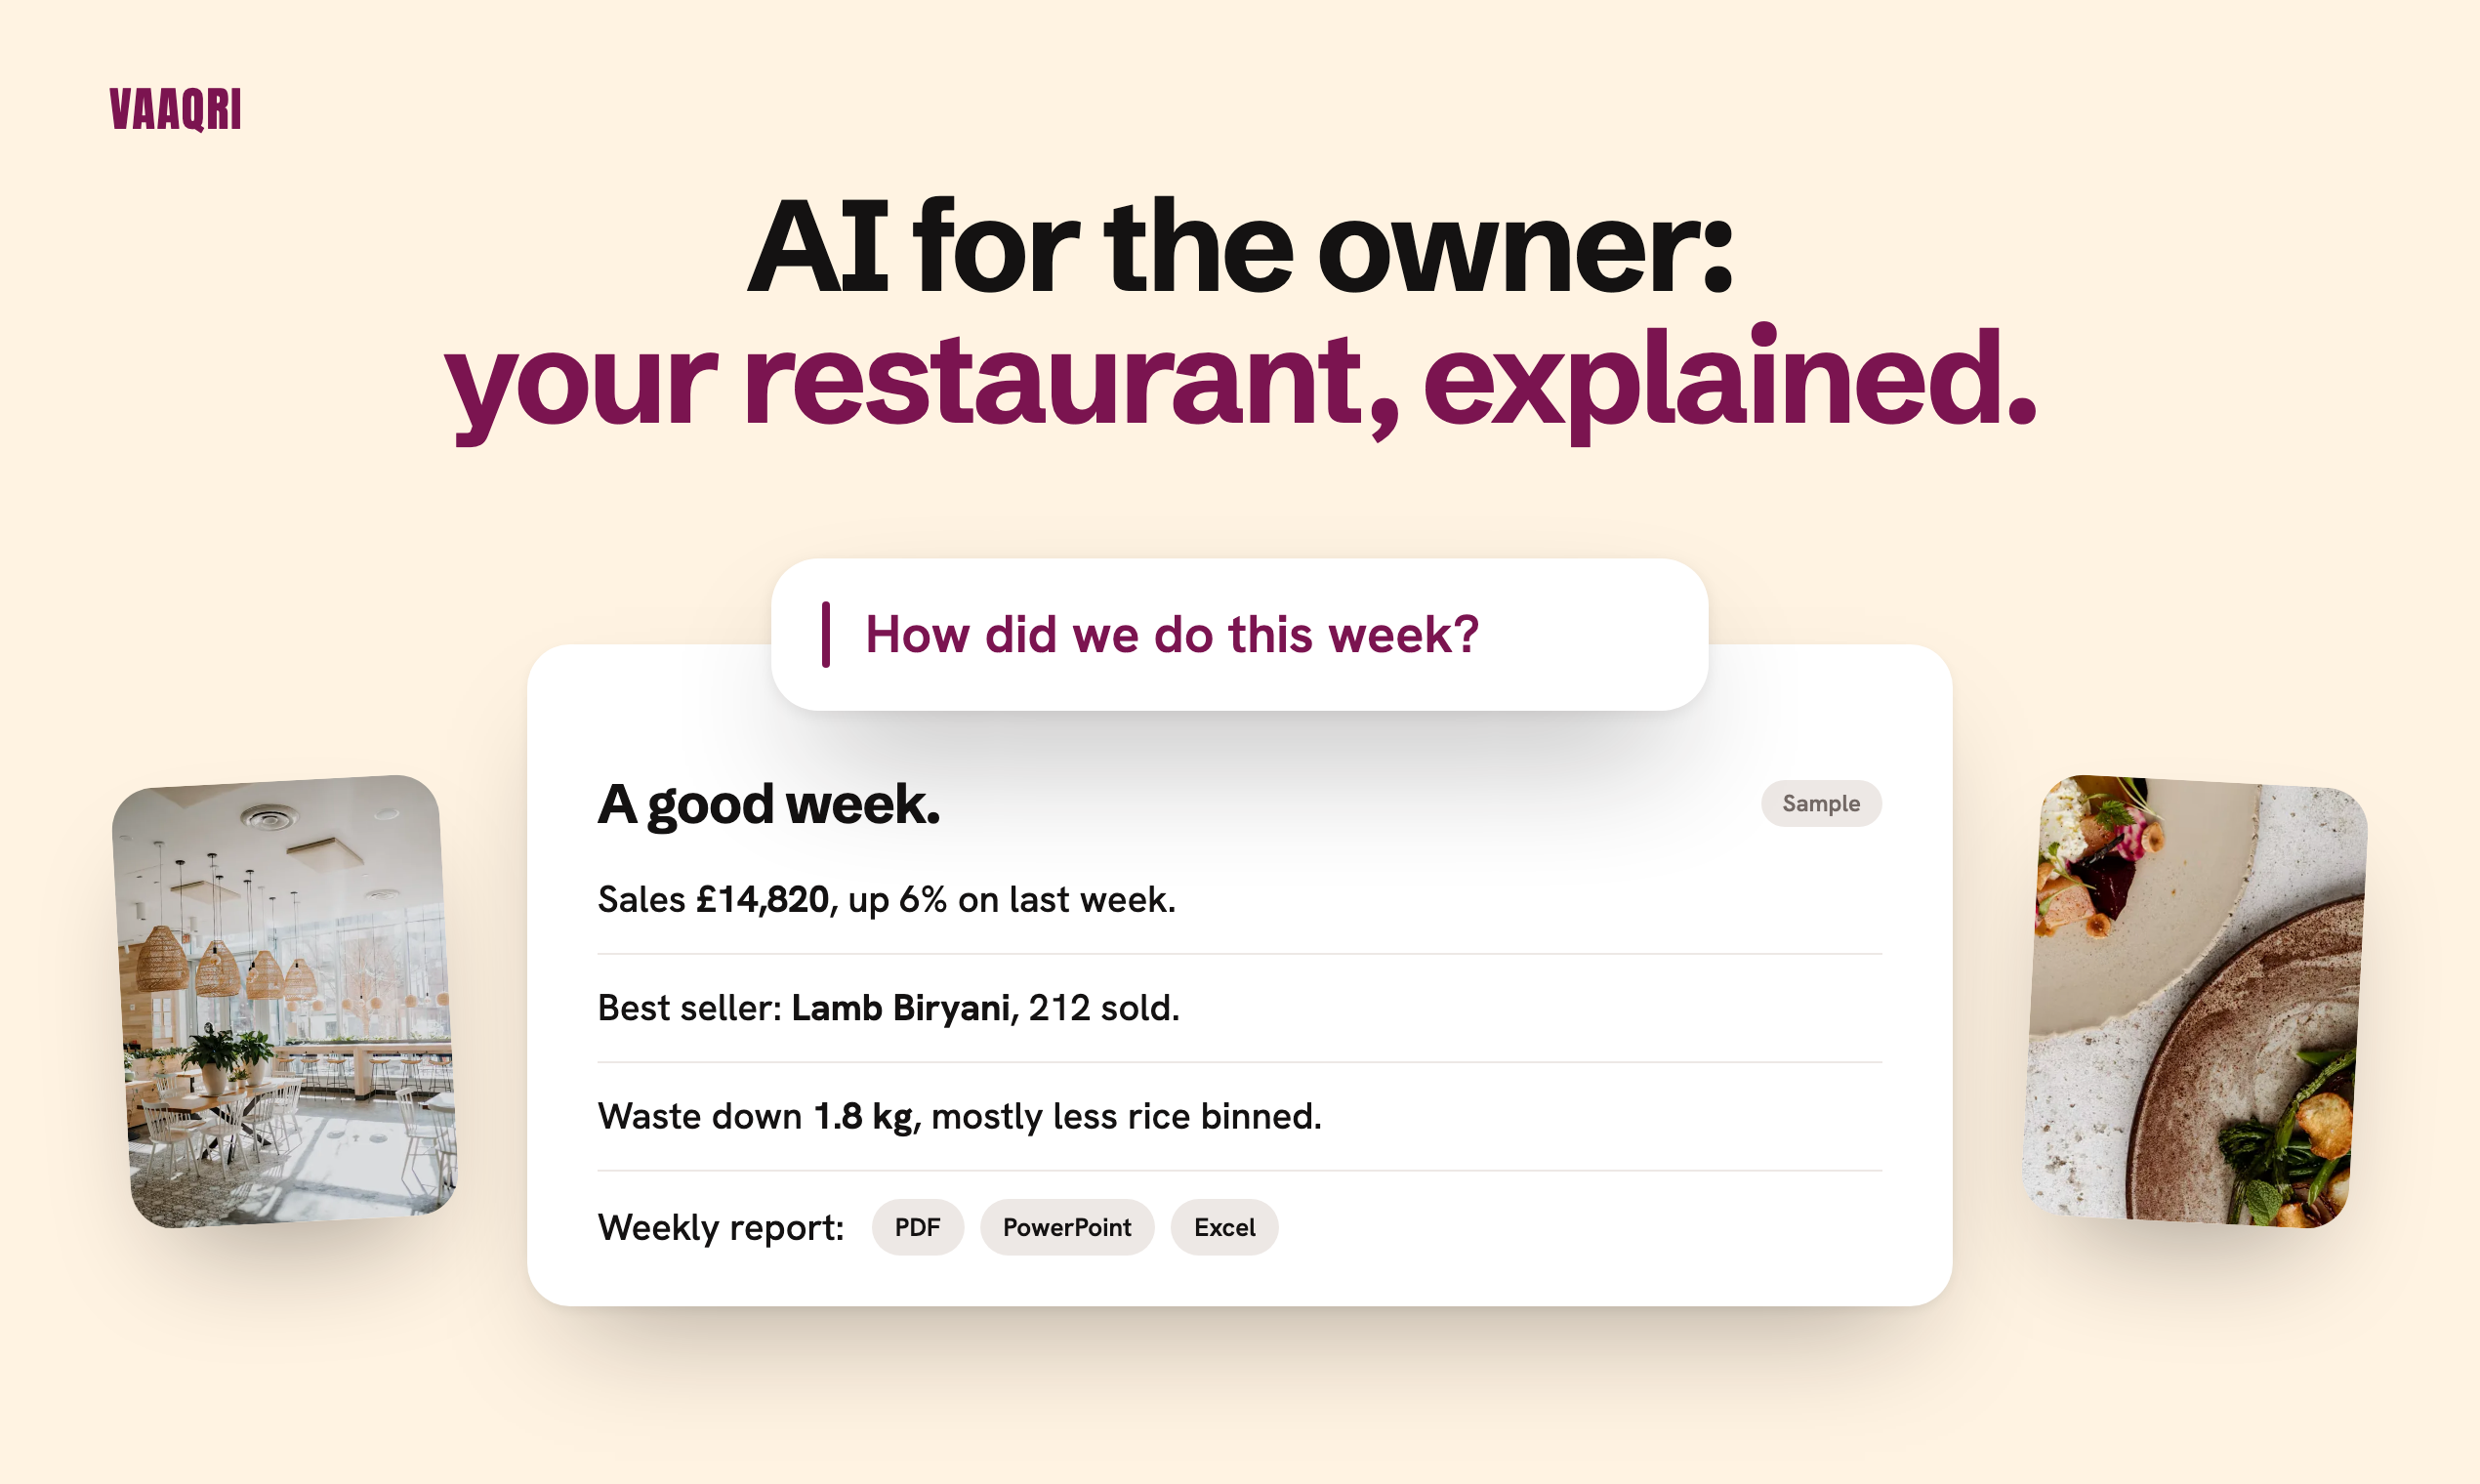 VAAQRI
AI for the owner:
your restaurant, explained.
How did we do this week?
A good week.
Sample
Sales £14,820, up 6% on last week.
Best seller: Lamb Biryani, 212 sold.
Waste down 1.8 kg, mostly less rice binned.
Weekly report: PDF PowerPoint Excel